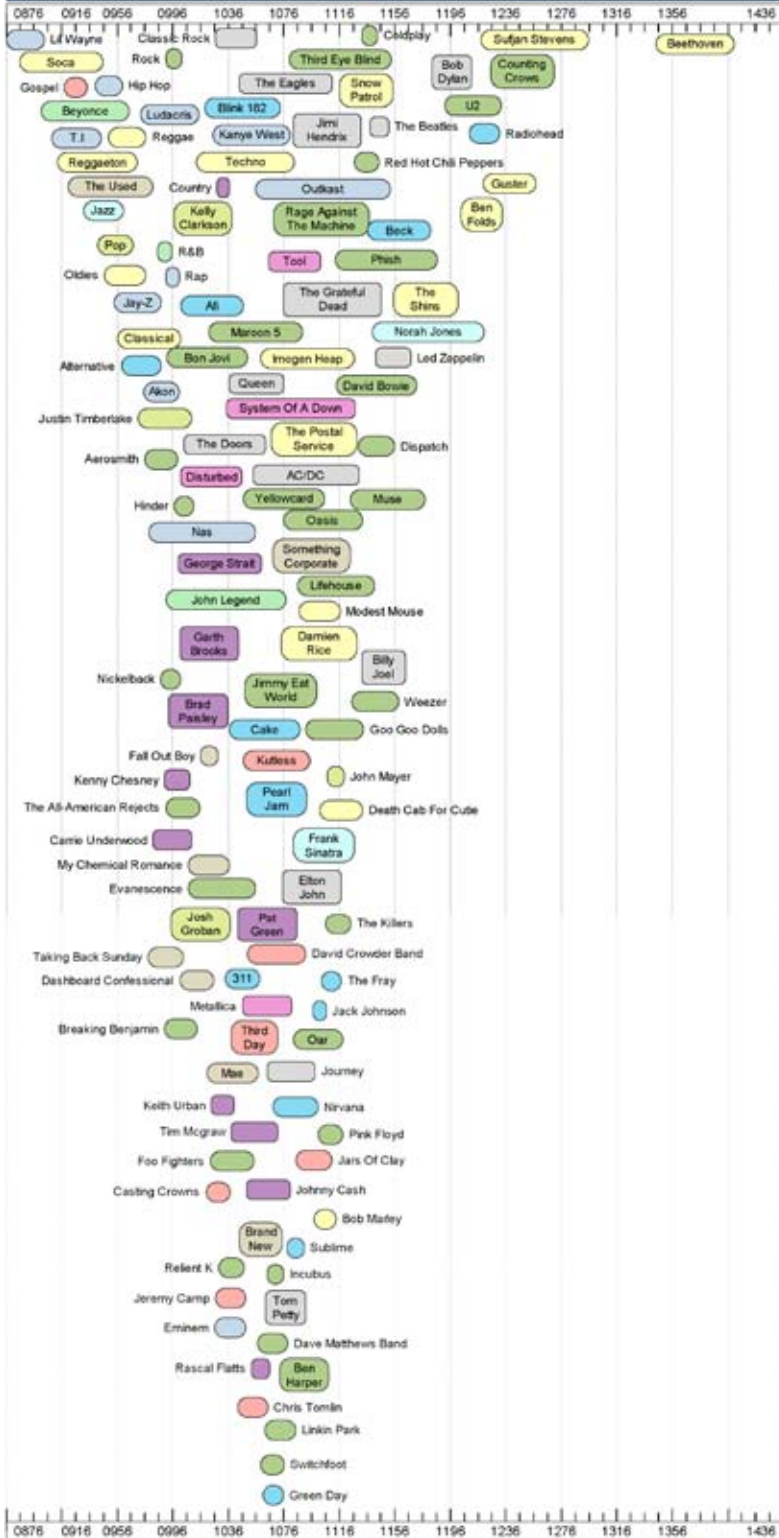 0876 0916 0956 0996 1036 1076 1116 1156 1196 1236 1276 1316 1356 1436
Lil Wayne
Classic Rock
Coldplay
Sufjan Stevens
Beethoven
Soca
Rock
Third Eye Blind
Bob
Dylan
Counting
Crows
Gospel
Hip Hop
The Eagles
Snow
Patrol
Beyonce
Ludacris
Blink 182
U2
T.I
Reggae
Kanye West
Jimi
Hendrix
The Beatles
Radiohead
Reggaeton
Techno
Red Hot Chili Peppers
The Used
Country
Outkast
Guster
Jazz
Kelly
Clarkson
Rage Against
The Machine
Beck
Ben
Folds
Pop
R&B
Tool
Phish
Oldies
Rap
Jay-Z
Afi
The Grateful
Dead
The
Shins
Classical
Maroon 5
Norah Jones
Alternative
Bon Jovi
Imogen Heap
Led Zeppelin
Akon
Queen
David Bowie
Justin Timberlake
System Of A Down
The Doors
The Postal
Service
Dispatch
Aerosmith
Disturbed
AC/DC
Hinder
Yellowcard
Muse
Oasis
Nas
George Strait
Something
Corporate
Lifehouse
John Legend
Modest Mouse
Garth
Brooks
Damien
Rice
Billy
Joel
Nickelback
Jimmy Eat
World
Weezer
Brad
Paisley
Cake
Goo Goo Dolls
Fall Out Boy
Kutless
Kenny Chesney
John Mayer
The All-American Rejects
Pearl
Jam
Death Cab For Cutie
Carrie Underwood
Frank
Sinatra
My Chemical Romance
Evanescence
Elton
John
Josh
Groban
Pat
Green
The Killers
Taking Back Sunday
David Crowder Band
Dashboard Confessional
311
The Fray
Metallica
Jack Johnson
Breaking Benjamin
Third
Day
Oar
Mae
Journey
Keith Urban
Nirvana
Tim Mcgraw
Pink Floyd
Foo Fighters
Jars Of Clay
Casting Crowns
Johnny Cash
Bob Marley
Brand
New
Sublime
Relient K
Incubus
Jeremy Camp
Tom
Petty
Eminem
Dave Matthews Band
Rascal Flatts
Ben
Harper
Chris Tomlin
Linkin Park
Switchfoot
Green Day
0876 0916 0956 0996 1036 1076 1116 1156 1196 1236 1276 1316 1356 1436